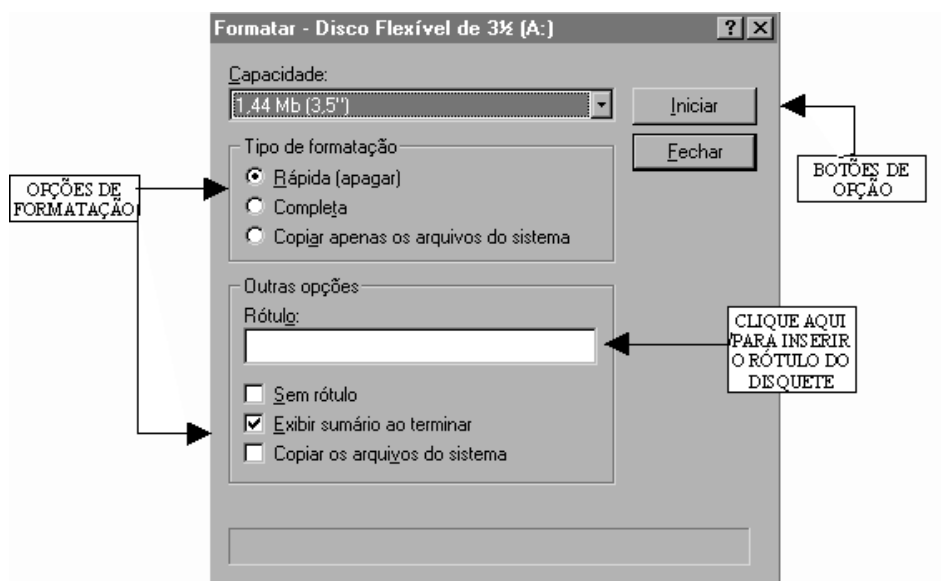 Formatar - Disco Flexível de 3½ (A:)
Capacidade:
1,44 Mb (3,5")
Iniciar
Fechar
Tipo de formatação
Rápida (apagar)
Completa
Copiar apenas os arquivos do sistema
OPÇÕES DE
FORMATAÇÃO
BOTÕES DE
OPÇÃO
Outras opções
Rótulo:
CLIQUE AQUI
PARA INSERIR
O RÓTULO DO
DISQUETE
Sem rótulo
Exibir sumário ao terminar
Copiar os arquivos do sistema